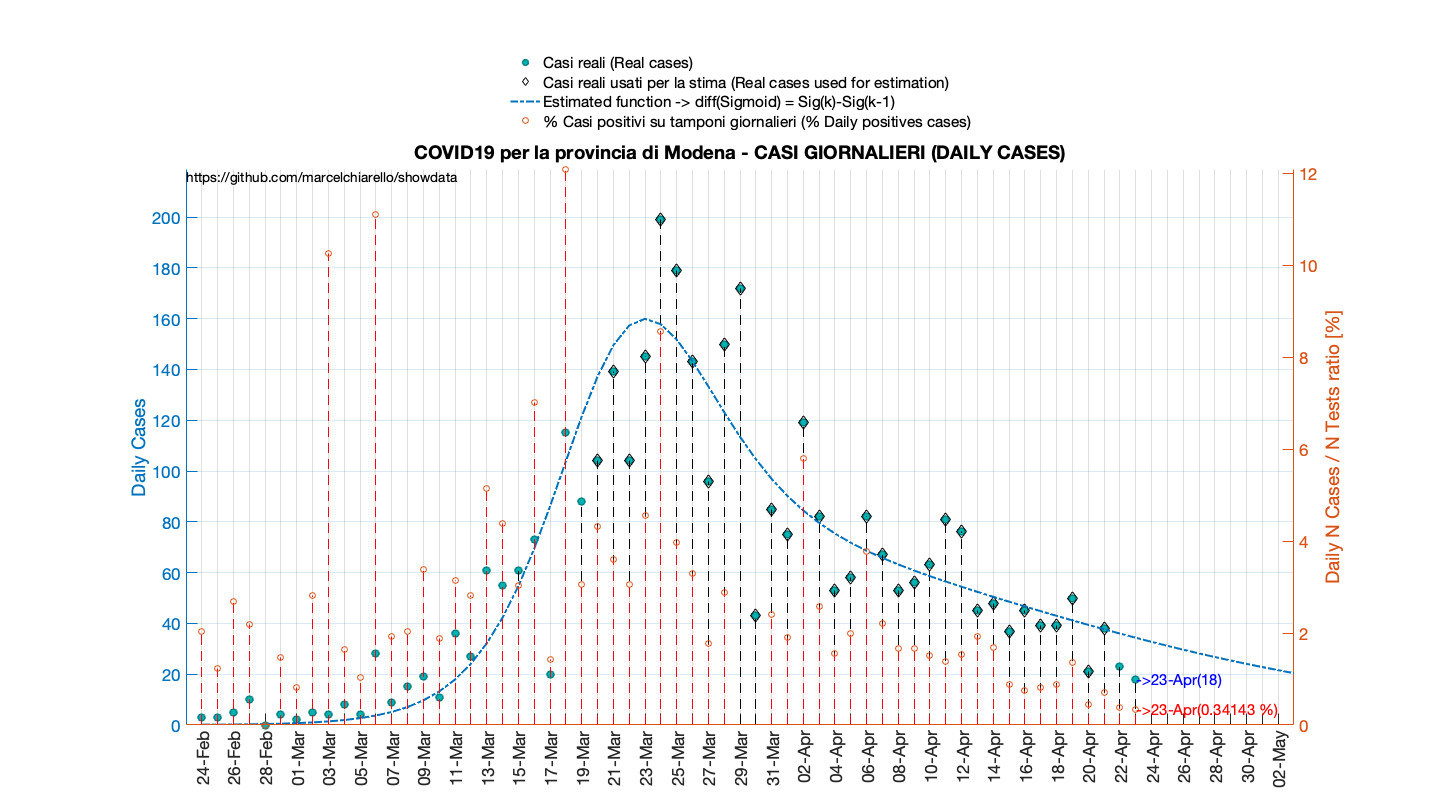 Casi reali (Real cases)
Casi reali usati per la stima (Real cases used for estimation)
Estimated function -> diff(Sigmoid) = Sig(k)-Sig(k-1)
% Casi positivi su tamponi giornalieri (% Daily positives cases)
COVID19 per la provincia di Modena - CASI GIORNALIERI (DAILY CASES)
https://github.com/marcelchiarello/showdata
Daily Cases
200
180
160
140
120
100
80
60
40
20
0
12
10
8
6
4
2
0
Daily N Cases / N Tests ratio [%]
->23-Apr(18)
->23-Apr(0.34143 %)
24-Feb
26-Feb
28-Feb
01-Mar
03-Mar
05-Mar
07-Mar
09-Mar
11-Mar
13-Mar
15-Mar
17-Mar
19-Mar
21-Mar
23-Mar
25-Mar
27-Mar
29-Mar
31-Mar
02-Apr
04-Apr
06-Apr
08-Apr
10-Apr
12-Apr
14-Apr
16-Apr
18-Apr
20-Apr
22-Apr
24-Apr
26-Apr
28-Apr
30-Apr
02-May